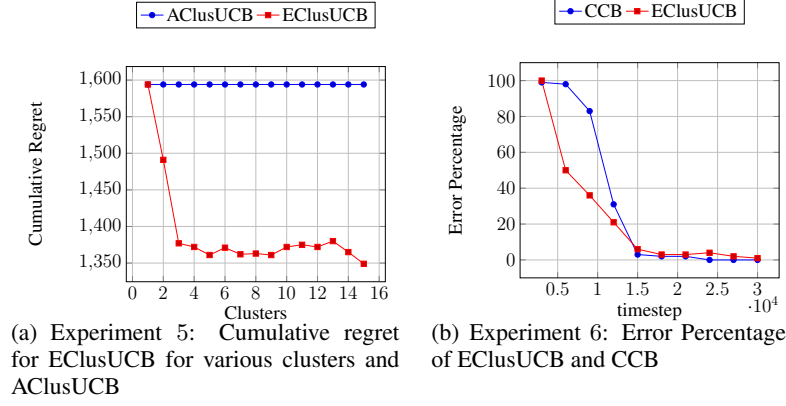 AClusUCB EClusUCB
1,600
1,550
1,500
1,450
1,400
1,350
0 2 4 6 8 10 12 14 16
Clusters
Cumulative Regret
(a) Experiment 5: Cumulative regret
for EClusUCB for various clusters and
AClusUCB
CCB EClusUCB
100
80
60
40
20
0
0.5 1 1.5 2 2.5 3
·10^4
timestep
Error Percentage
(b) Experiment 6: Error Percentage
of EClusUCB and CCB